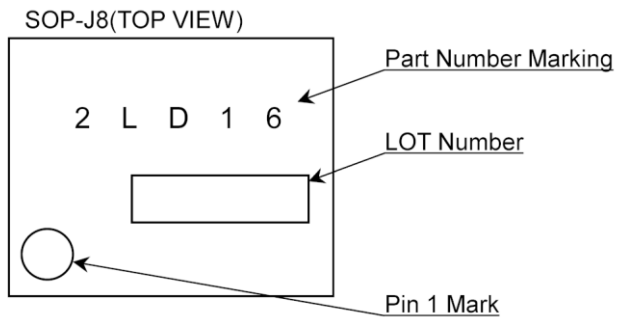 SOP-J8(TOP VIEW)
Part Number Marking
2 L D 1 6
LOT Number
Pin 1 Mark